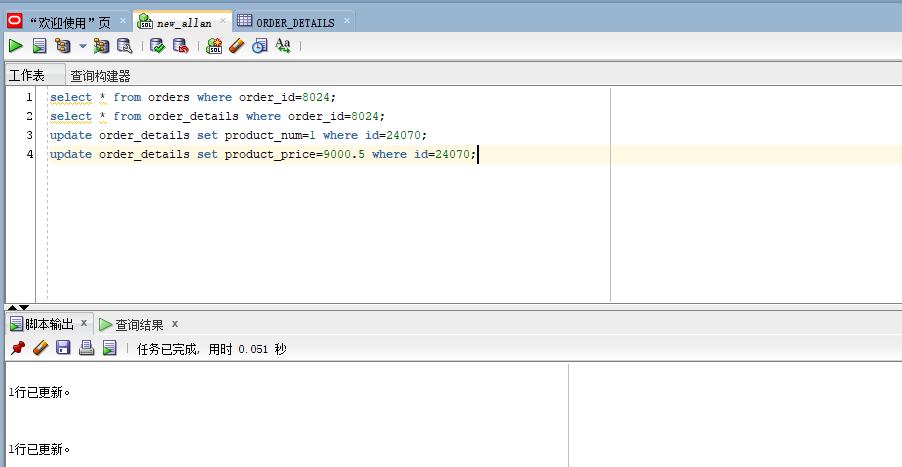 “欢迎使用”页 new_allan ORDER_DETAILS
工作表 查询构建器
1 select * from orders where order_id=8024;
2 select * from order_details where order_id=8024;
3 update order_details set product_num=1 where id=24070;
4 update order_details set product_price=9000.5 where id=24070;
脚本输出 x 查询结果 x
任务已完成, 用时 0.051 秒
1行已更新。
1行已更新。